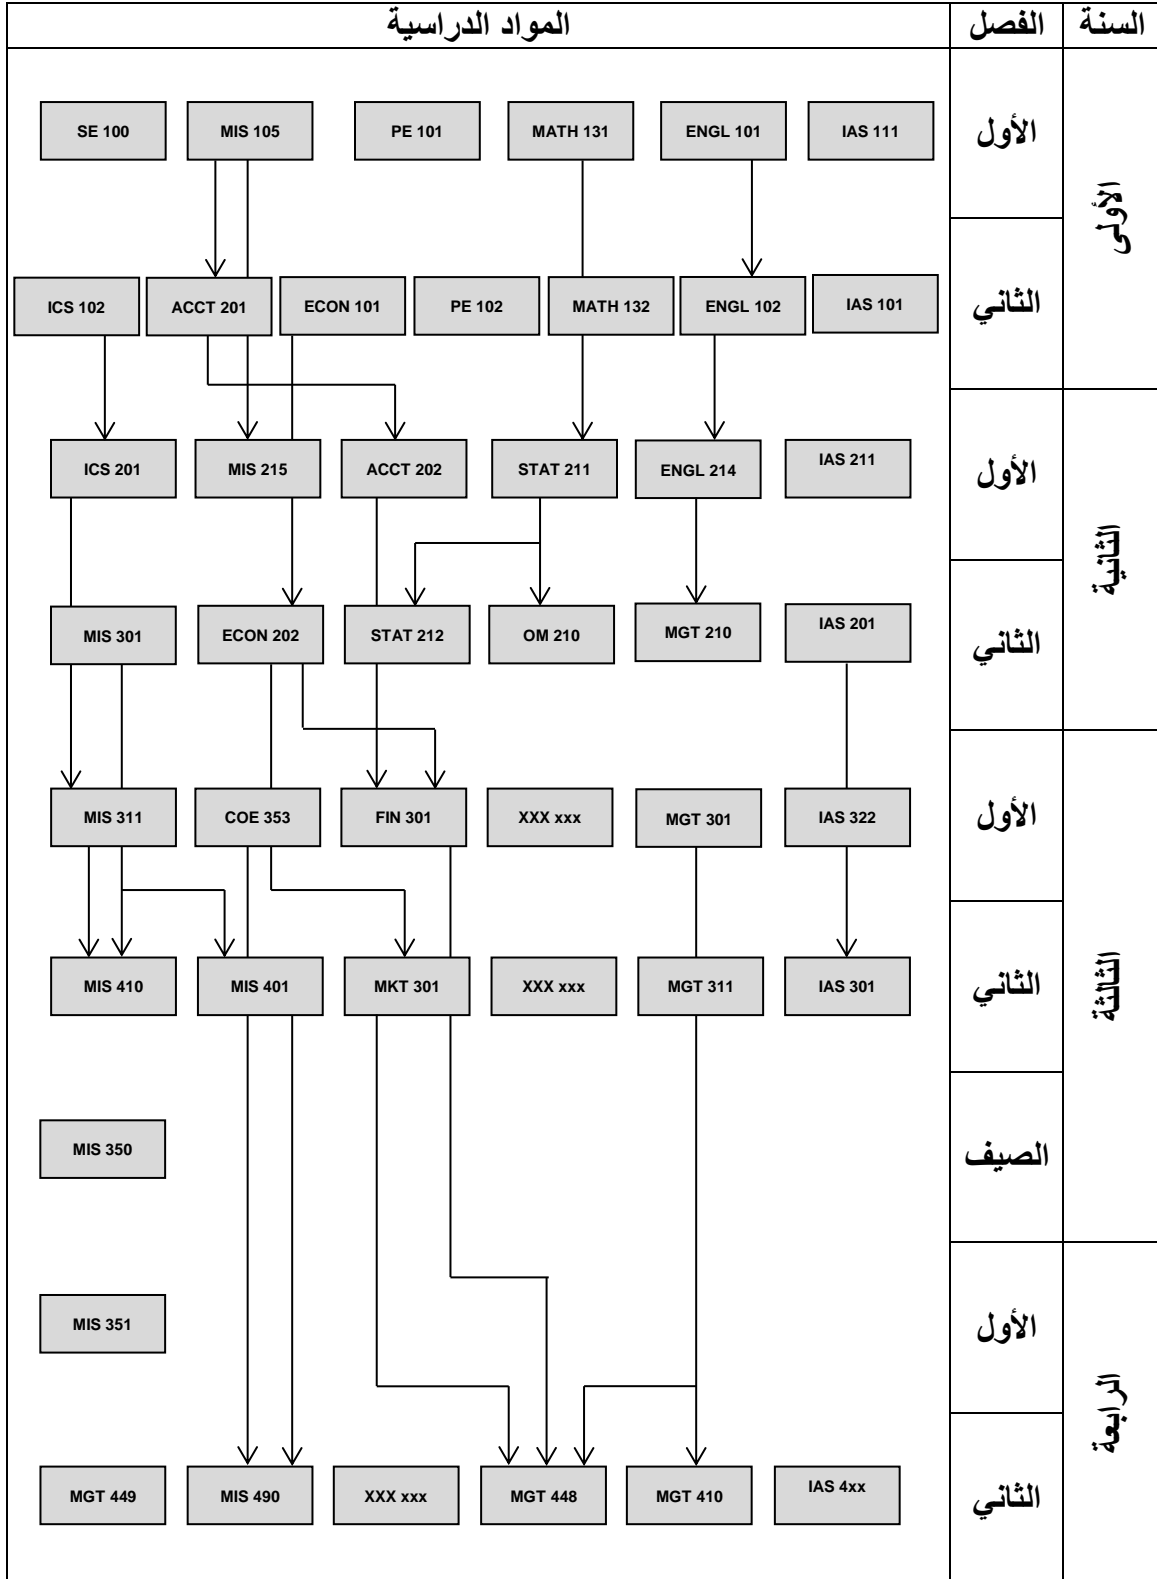 السنة الفصل المواد الدراسية
الأولى
الأول
SE 100 MIS 105 PE 101 MATH 131 ENGL 101 IAS 111
الثاني
ICS 102 ACCT 201 ECON 101 PE 102 MATH 132 ENGL 102 IAS 101
الثانية
الأول
ICS 201 MIS 215 ACCT 202 STAT 211 ENGL 214 IAS 211
الثاني
MIS 301 ECON 202 STAT 212 OM 210 MGT 210 IAS 201
الثالثة
الأول
MIS 311 COE 353 FIN 301 XXX xxx MGT 301 IAS 322
الثاني
MIS 410 MIS 401 MKT 301 XXX xxx MGT 311 IAS 301
الصيف
MIS 350
الرابعة
الأول
MIS 351
الثاني
MGT 449 MIS 490 XXX xxx MGT 448 MGT 410 IAS 4xx